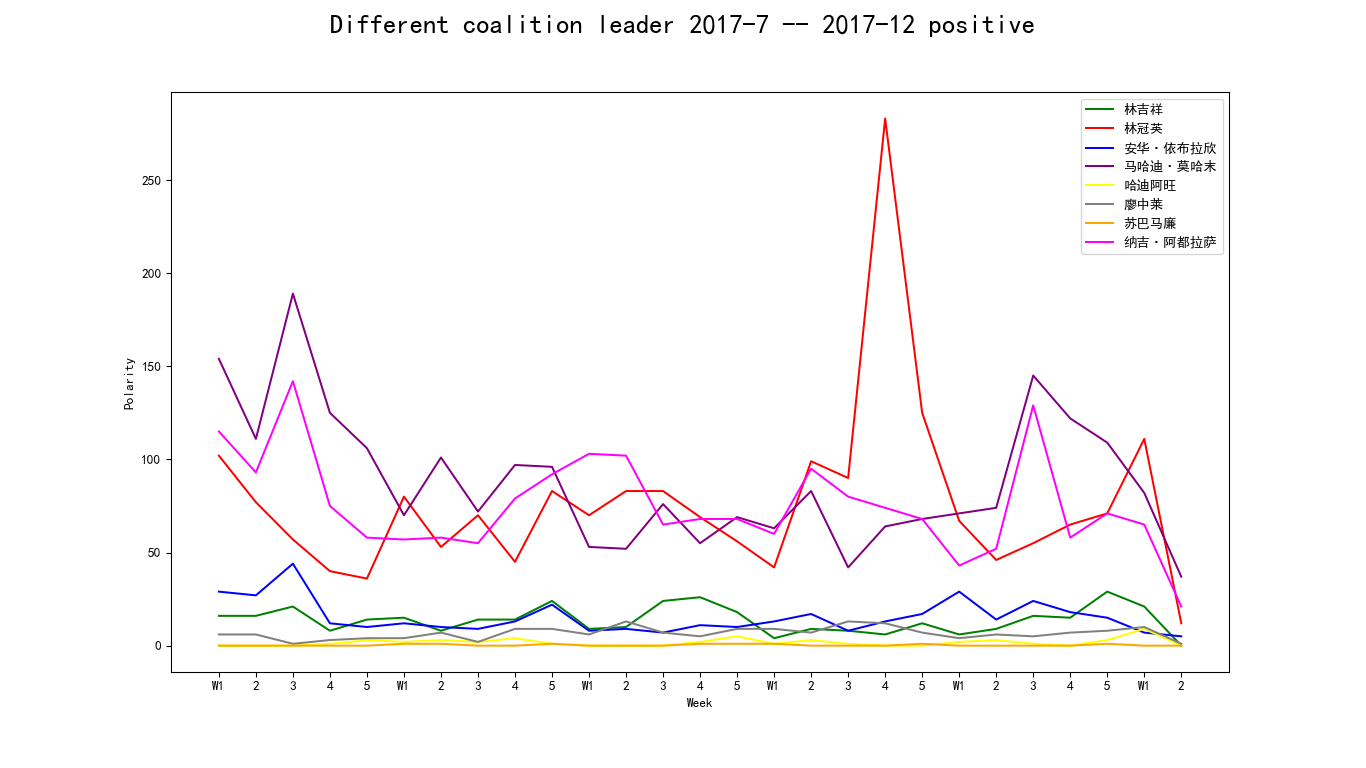 Different coalition leader 2017-7 -- 2017-12 positive
林吉祥
林冠英
安华·依布拉欣
马哈迪·莫哈末
哈迪阿旺
廖中莱
苏巴马廉
纳吉·阿都拉萨
250
200
150
100
50
0
Polarity
W1 2 3 4 5 W1 2 3 4 5 W1 2 3 4 5 W1 2 3 4 5 W1 2 3 4 5 W1 2
Week